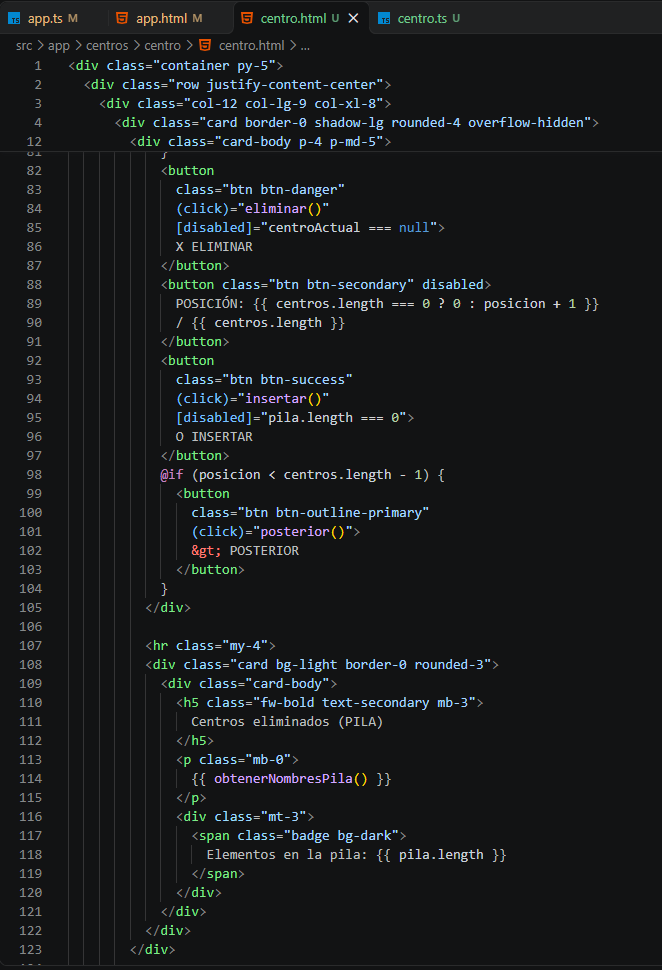 app.ts M app.html M centro.html U × centro.ts U
src > app > centros > centro > centro.html > ...
1 <div class="container py-5">
2 <div class="row justify-content-center">
3 <div class="col-12 col-lg-9 col-xl-8">
4 <div class="card border-0 shadow-lg rounded-4 overflow-hidden">
12 <div class="card-body p-4 p-md-5">
81 }
82 <button
83 class="btn btn-danger"
84 (click)="eliminar()"
85 [disabled]="centroActual === null">
86 X ELIMINAR
87 </button>
88 <button class="btn btn-secondary" disabled>
89 POSICIÓN: {{ centros.length === 0 ? 0 : posicion + 1 }}
90 / {{ centros.length }}
91 </button>
92 <button
93 class="btn btn-success"
94 (click)="insertar()"
95 [disabled]="pila.length === 0">
96 O INSERTAR
97 </button>
98 @if (posicion < centros.length - 1) {
99 <button
100 class="btn btn-outline-primary"
101 (click)="posterior()">
102 &gt; POSTERIOR
103 </button>
104 }
105 </div>
106
107 <hr class="my-4">
108 <div class="card bg-light border-0 rounded-3">
109 <div class="card-body">
110 <h5 class="fw-bold text-secondary mb-3">
111 Centros eliminados (PILA)
112 </h5>
113 <p class="mb-0">
114 {{ obtenerNombresPila() }}
115 </p>
116 <div class="mt-3">
117 <span class="badge bg-dark">
118 Elementos en la pila: {{ pila.length }}
119 </span>
120 </div>
121 </div>
122 </div>
123 </div>